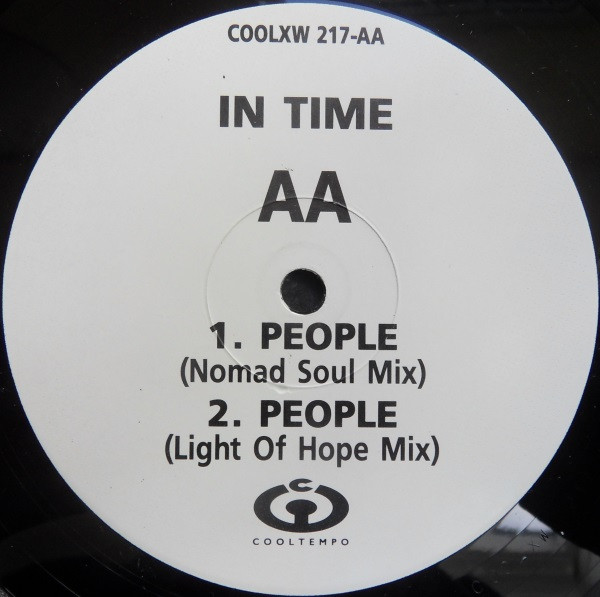 COOLXW 217-AA
IN TIME
AA
1. PEOPLE
(Nomad Soul Mix)
2. PEOPLE
(Light Of Hope Mix)
COOLTEMPO